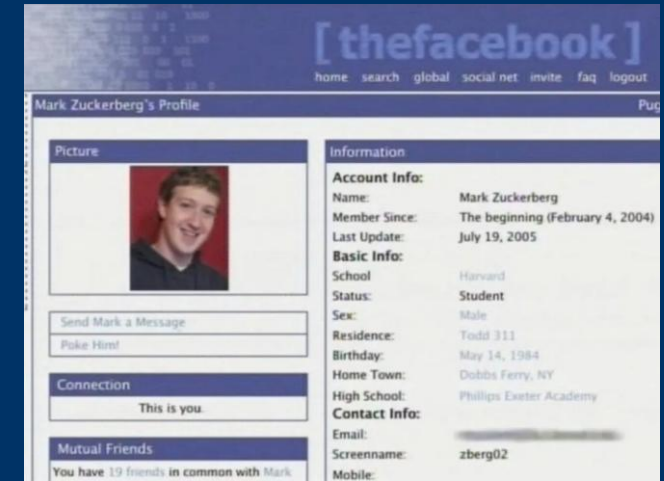 [thefacebook]
home search global social net invite faq logout
Mark Zuckerberg's Profile
Picture
Send Mark a Message
Poke Him!
Connection
This is you.
Mutual Friends
You have 19 friends in common with Mark
Information
Account Info:
Name: Mark Zuckerberg
Member Since: The beginning (February 4, 2004)
Last Update: July 19, 2005
Basic Info:
School Harvard
Status: Student
Sex: Male
Residence: Todd 311
Birthday: May 14, 1984
Home Town: Dobbs Ferry, NY
High School: Phillips Exeter Academy
Contact Info:
Email:
Screenname: zberg02
Mobile: